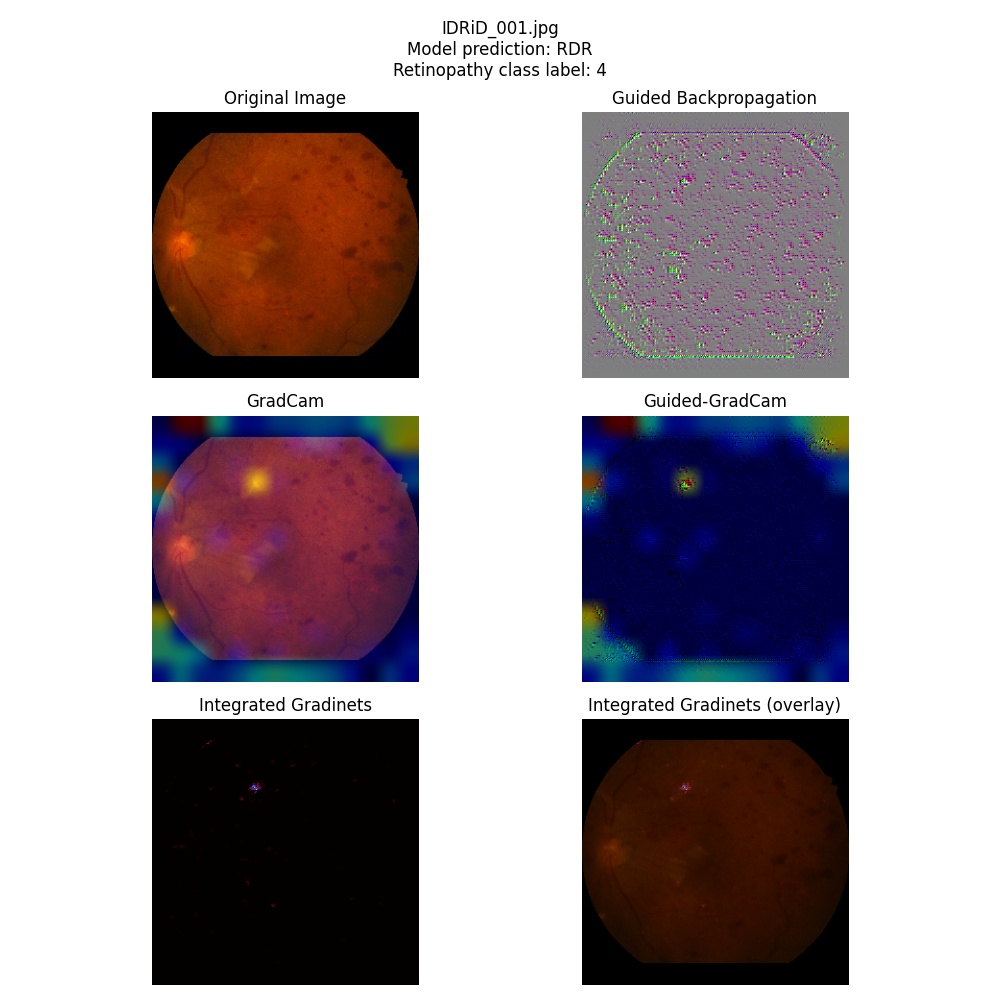 IDRiD_001.jpg
Model prediction: RDR
Retinopathy class label: 4
Original Image
Guided Backpropagation
GradCam
Guided-GradCam
Integrated Gradinets
Integrated Gradinets (overlay)